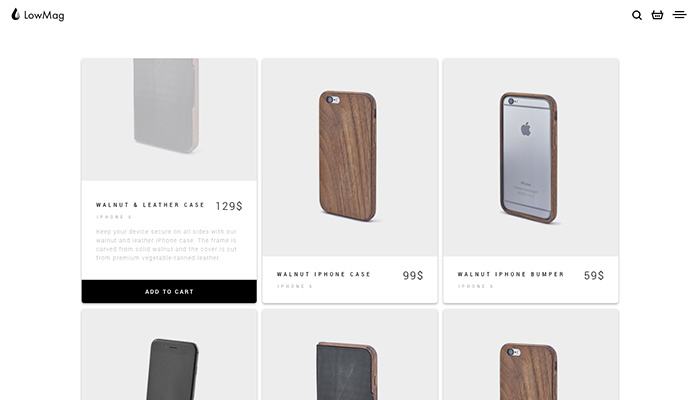 LowMag
WALNUT & LEATHER CASE 129$
IPHONE 6
Keep your device secure on all sides with our
walnut and leather iPhone case. The frame is
carved from solid walnut and the cover is cut
from premium vegetable-tanned leather.
ADD TO CART
WALNUT IPHONE CASE 99$
IPHONE 6
WALNUT IPHONE BUMPER 59$
IPHONE 6
iPhone